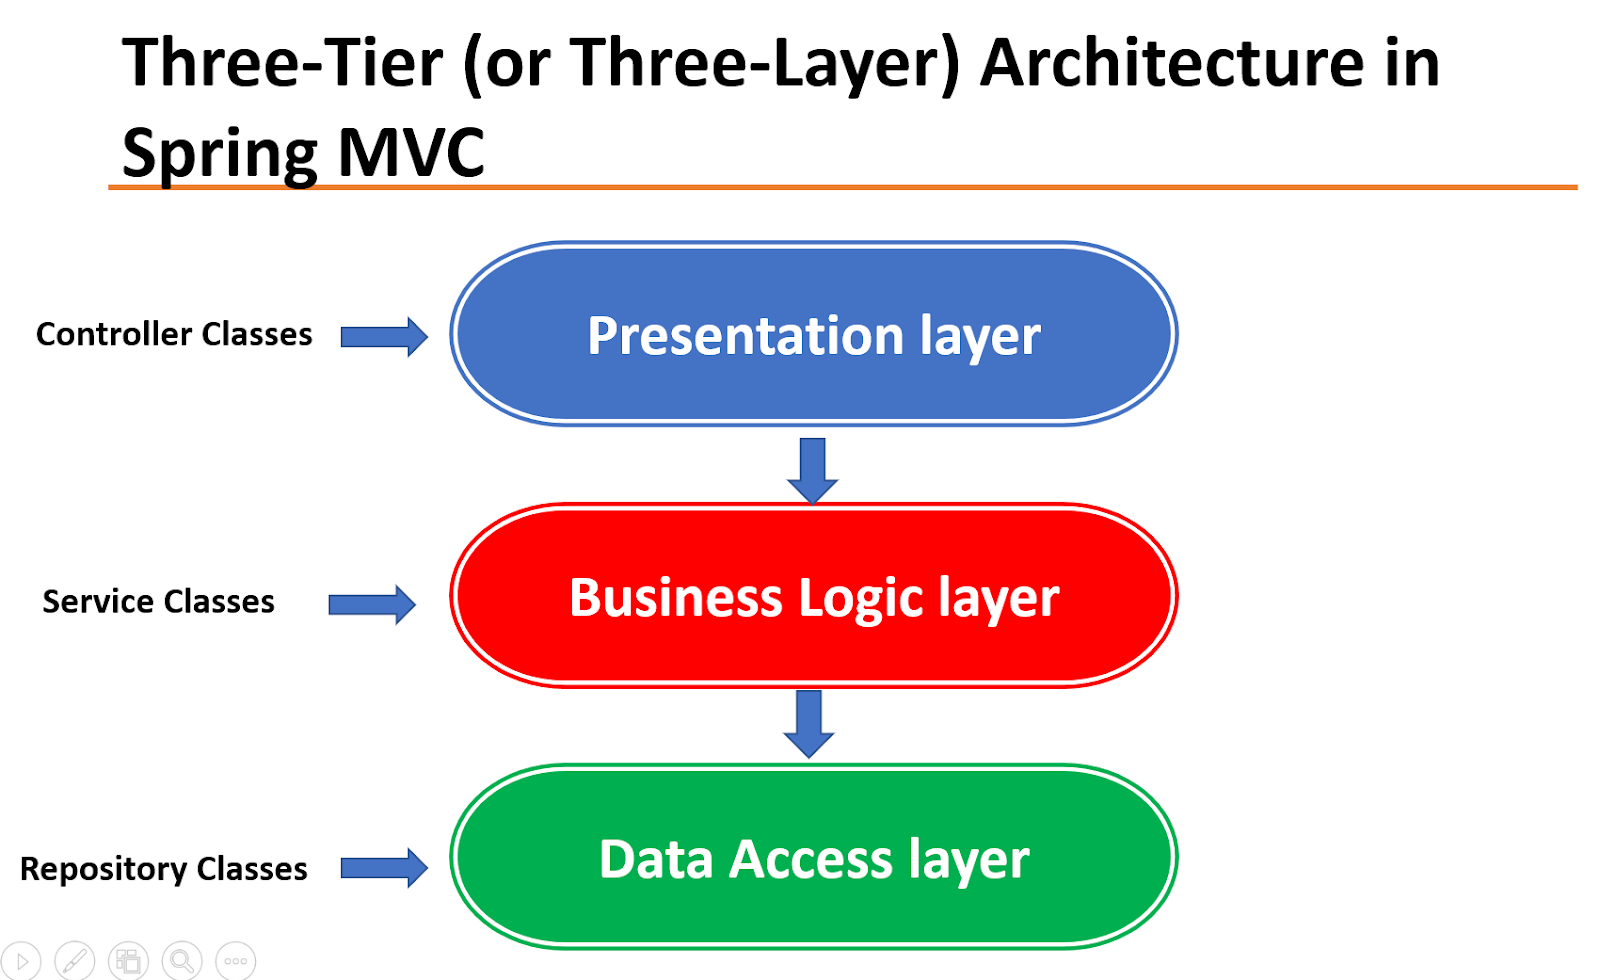 Three-Tier (or Three-Layer) Architecture in
Spring MVC
Controller Classes
Presentation layer
Service Classes
Business Logic layer
Repository Classes
Data Access layer